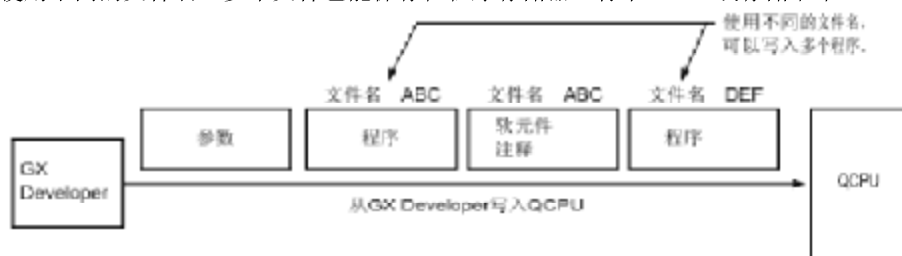 使用不同的文件名,
可以写入多个程序.
文件名 ABC 文件名 ABC 文件名 DEF
参数 程序 软元件 程序
注释
GX
Developer
QCPU
从GX Developer写入QCPU